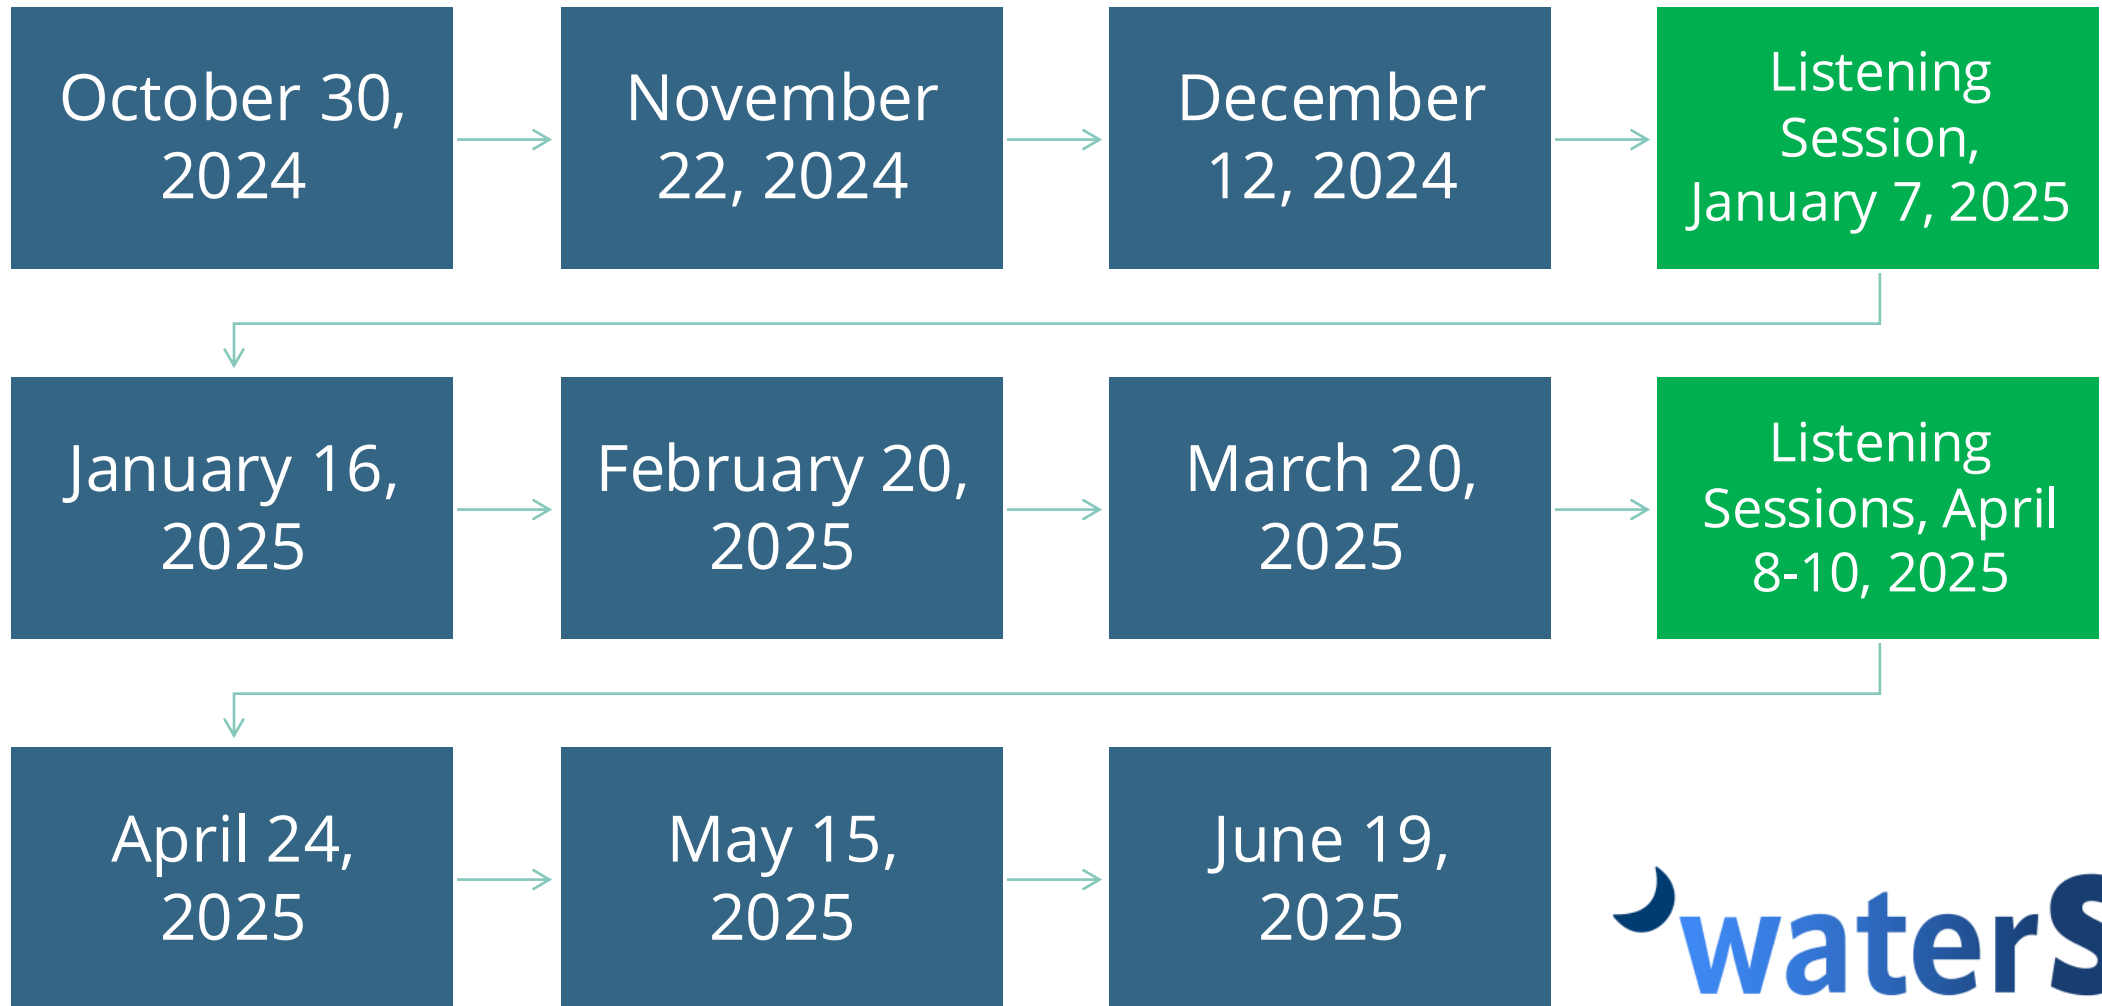 October 30,
2024
November
22, 2024
December
12, 2024
Listening
Session,
January 7, 2025
January 16,
2025
February 20,
2025
March 20,
2025
Listening
Sessions, April
8-10, 2025
April 24,
2025
May 15,
2025
June 19,
2025
waterS